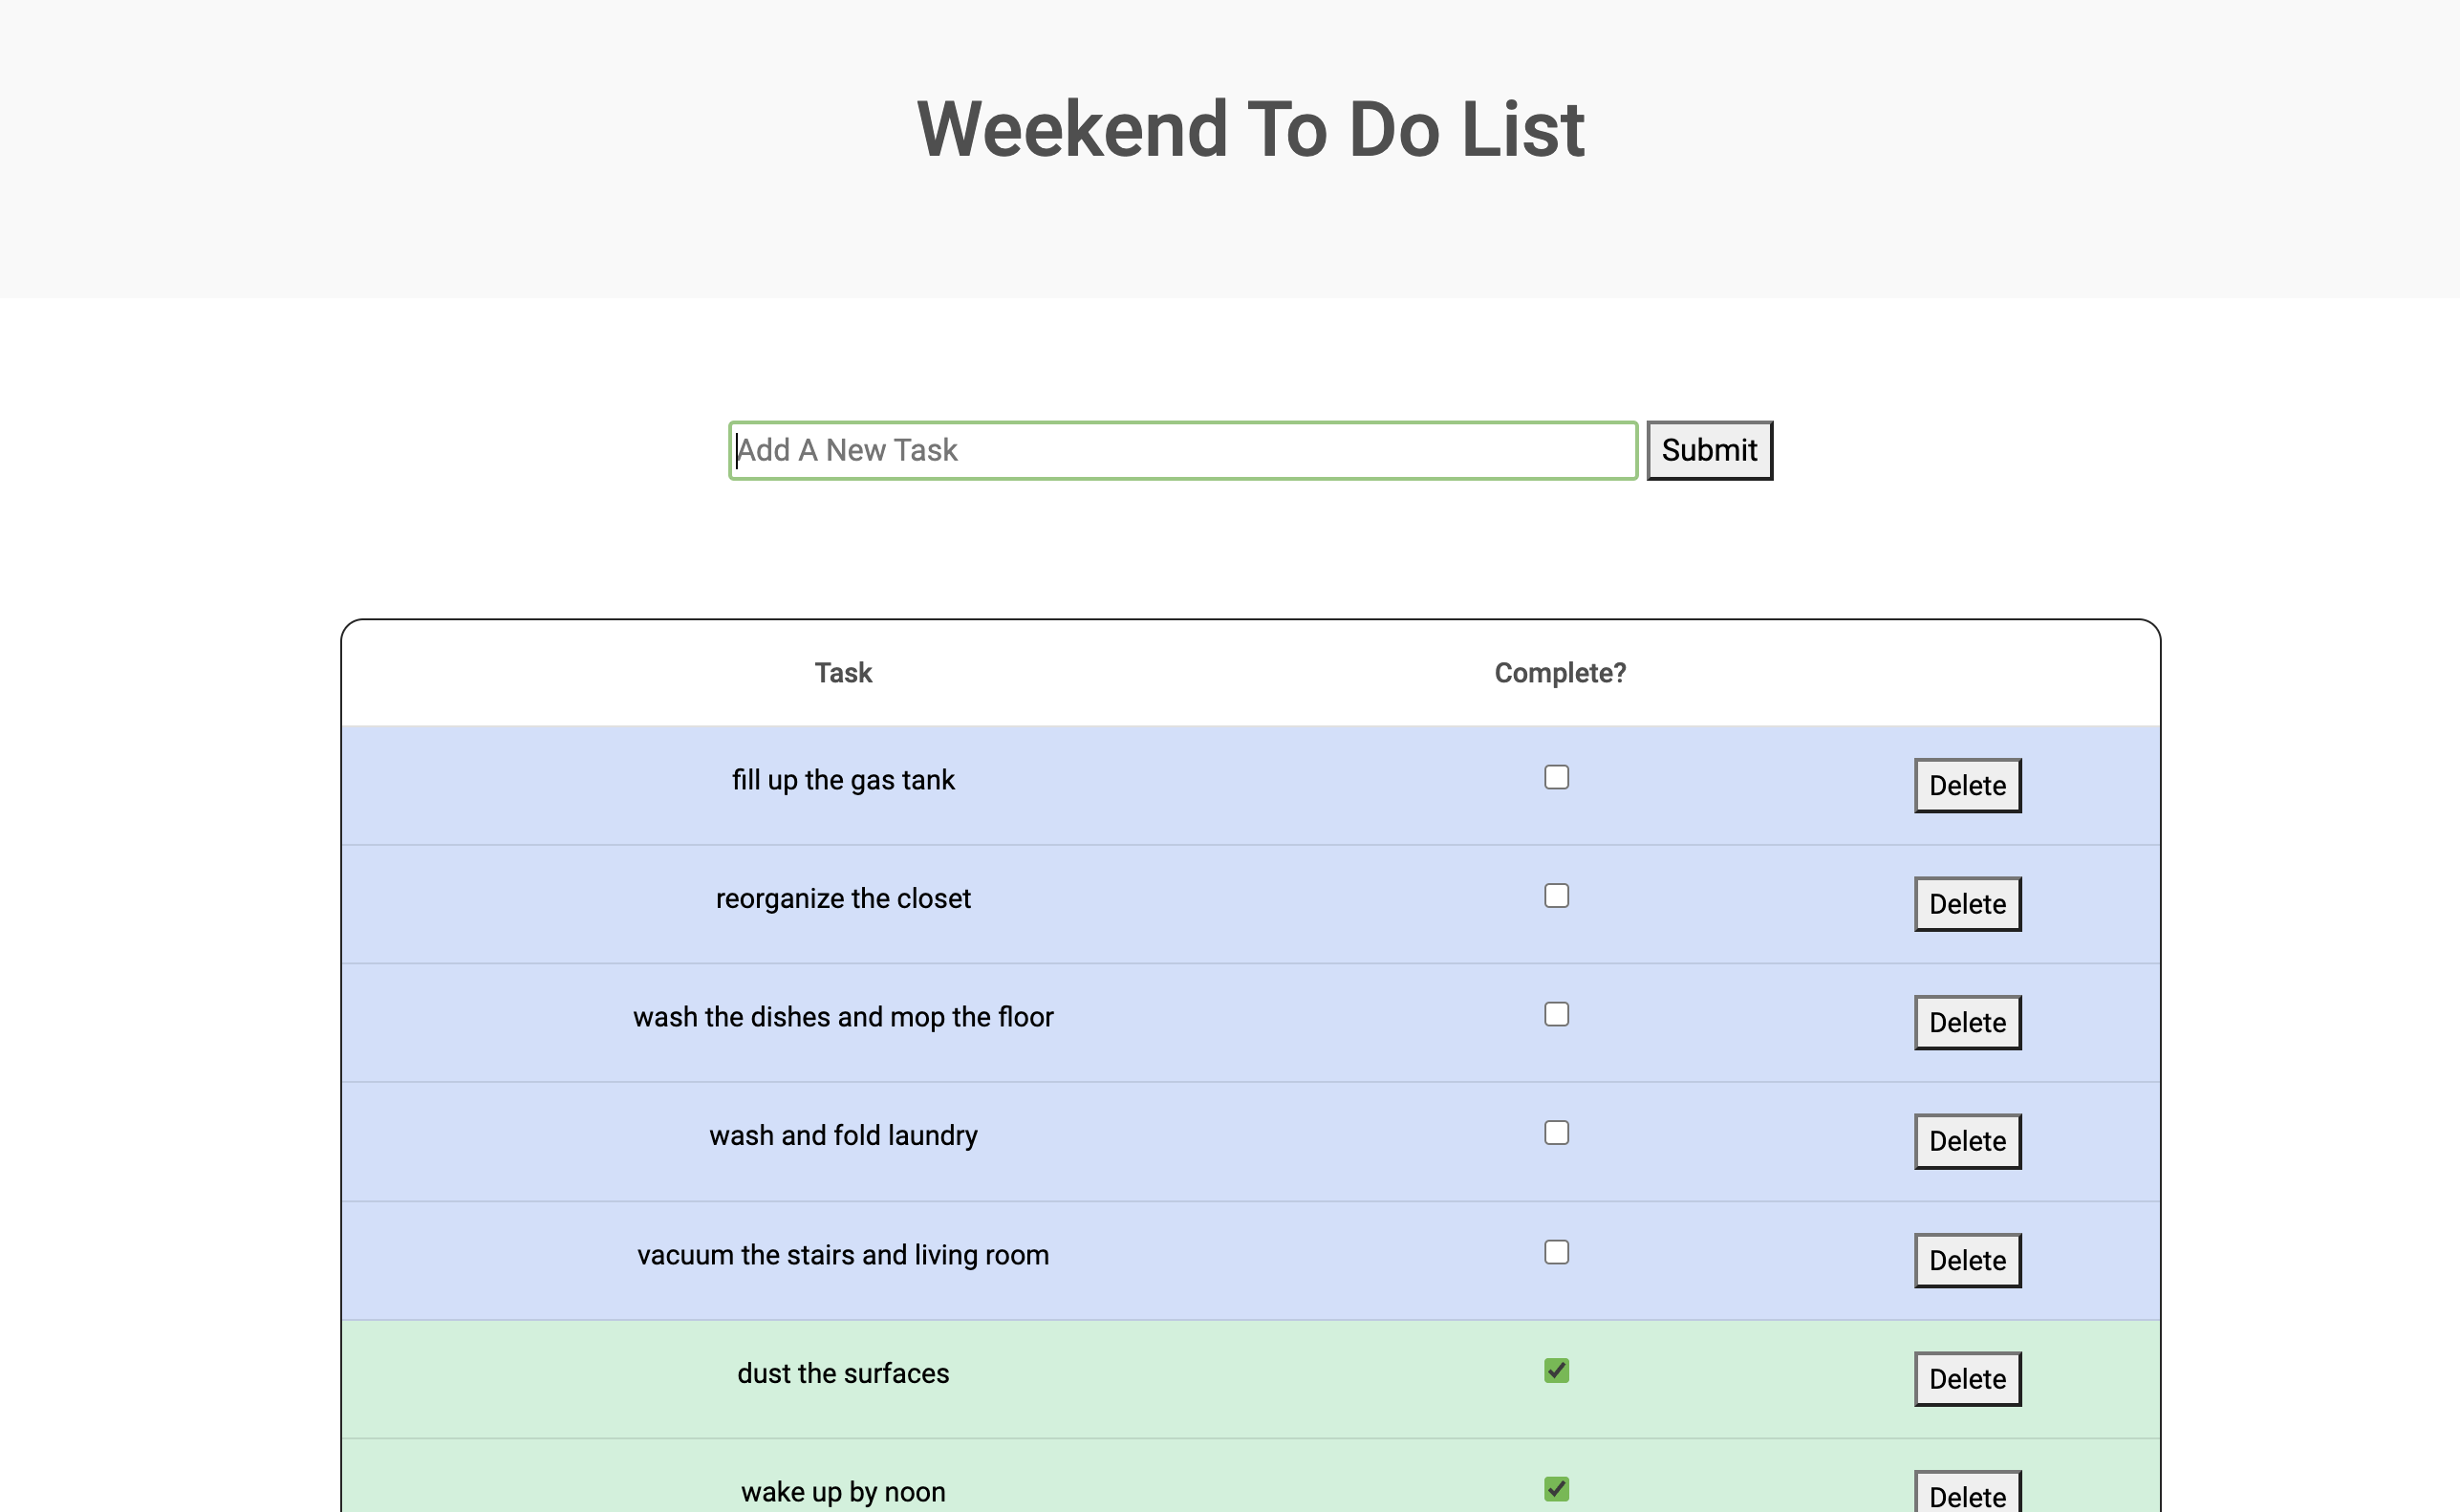 Weekend To Do List
Add A New Task Submit
Task Complete?
fill up the gas tank Delete
reorganize the closet Delete
wash the dishes and mop the floor Delete
wash and fold laundry Delete
vacuum the stairs and living room Delete
dust the surfaces Delete
wake up by noon Delete